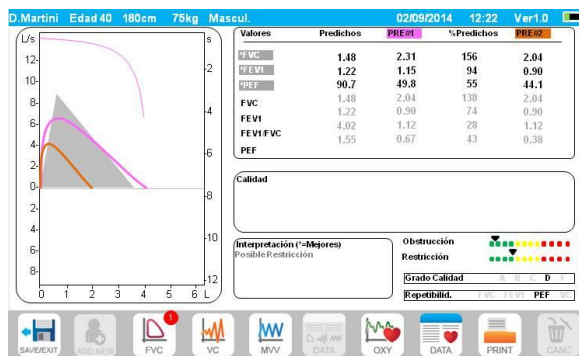 D.Martini Edad 40 180cm 75kg Mascul. 02/09/2014 12:22 Ver1.0
L/s s
12-
10-
8-
6-
4-
2-
0-
2-
4-
6-
8-
-2
-4
-6
-8
-10
-12
0 1 2 3 4 5 6 L
Valores Predichos PRE#1 %Predichos PRE#2
*FVC 1.48 2.31 156 2.04
*FEV1 1.22 1.15 94 0.90
*PEF 90.7 49.8 55 44.1
FVC 1.48 2.04 138 2.04
FEV1 1.22 0.90 74 0.90
FEV1/FVC 4.02 1.12 28 1.12
PEF 1.55 0.67 43 0.38
Calidad
Interpretación (*=Mejores)
Posible Restricción
Obstrucción
Restricción
Grado Calidad A B C D F
Repetibilid. FVC FEV1 PEF VC
1
SAVE/EXIT ADD NEW FVC VC MVV DATA OXY DATA PRINT CANC